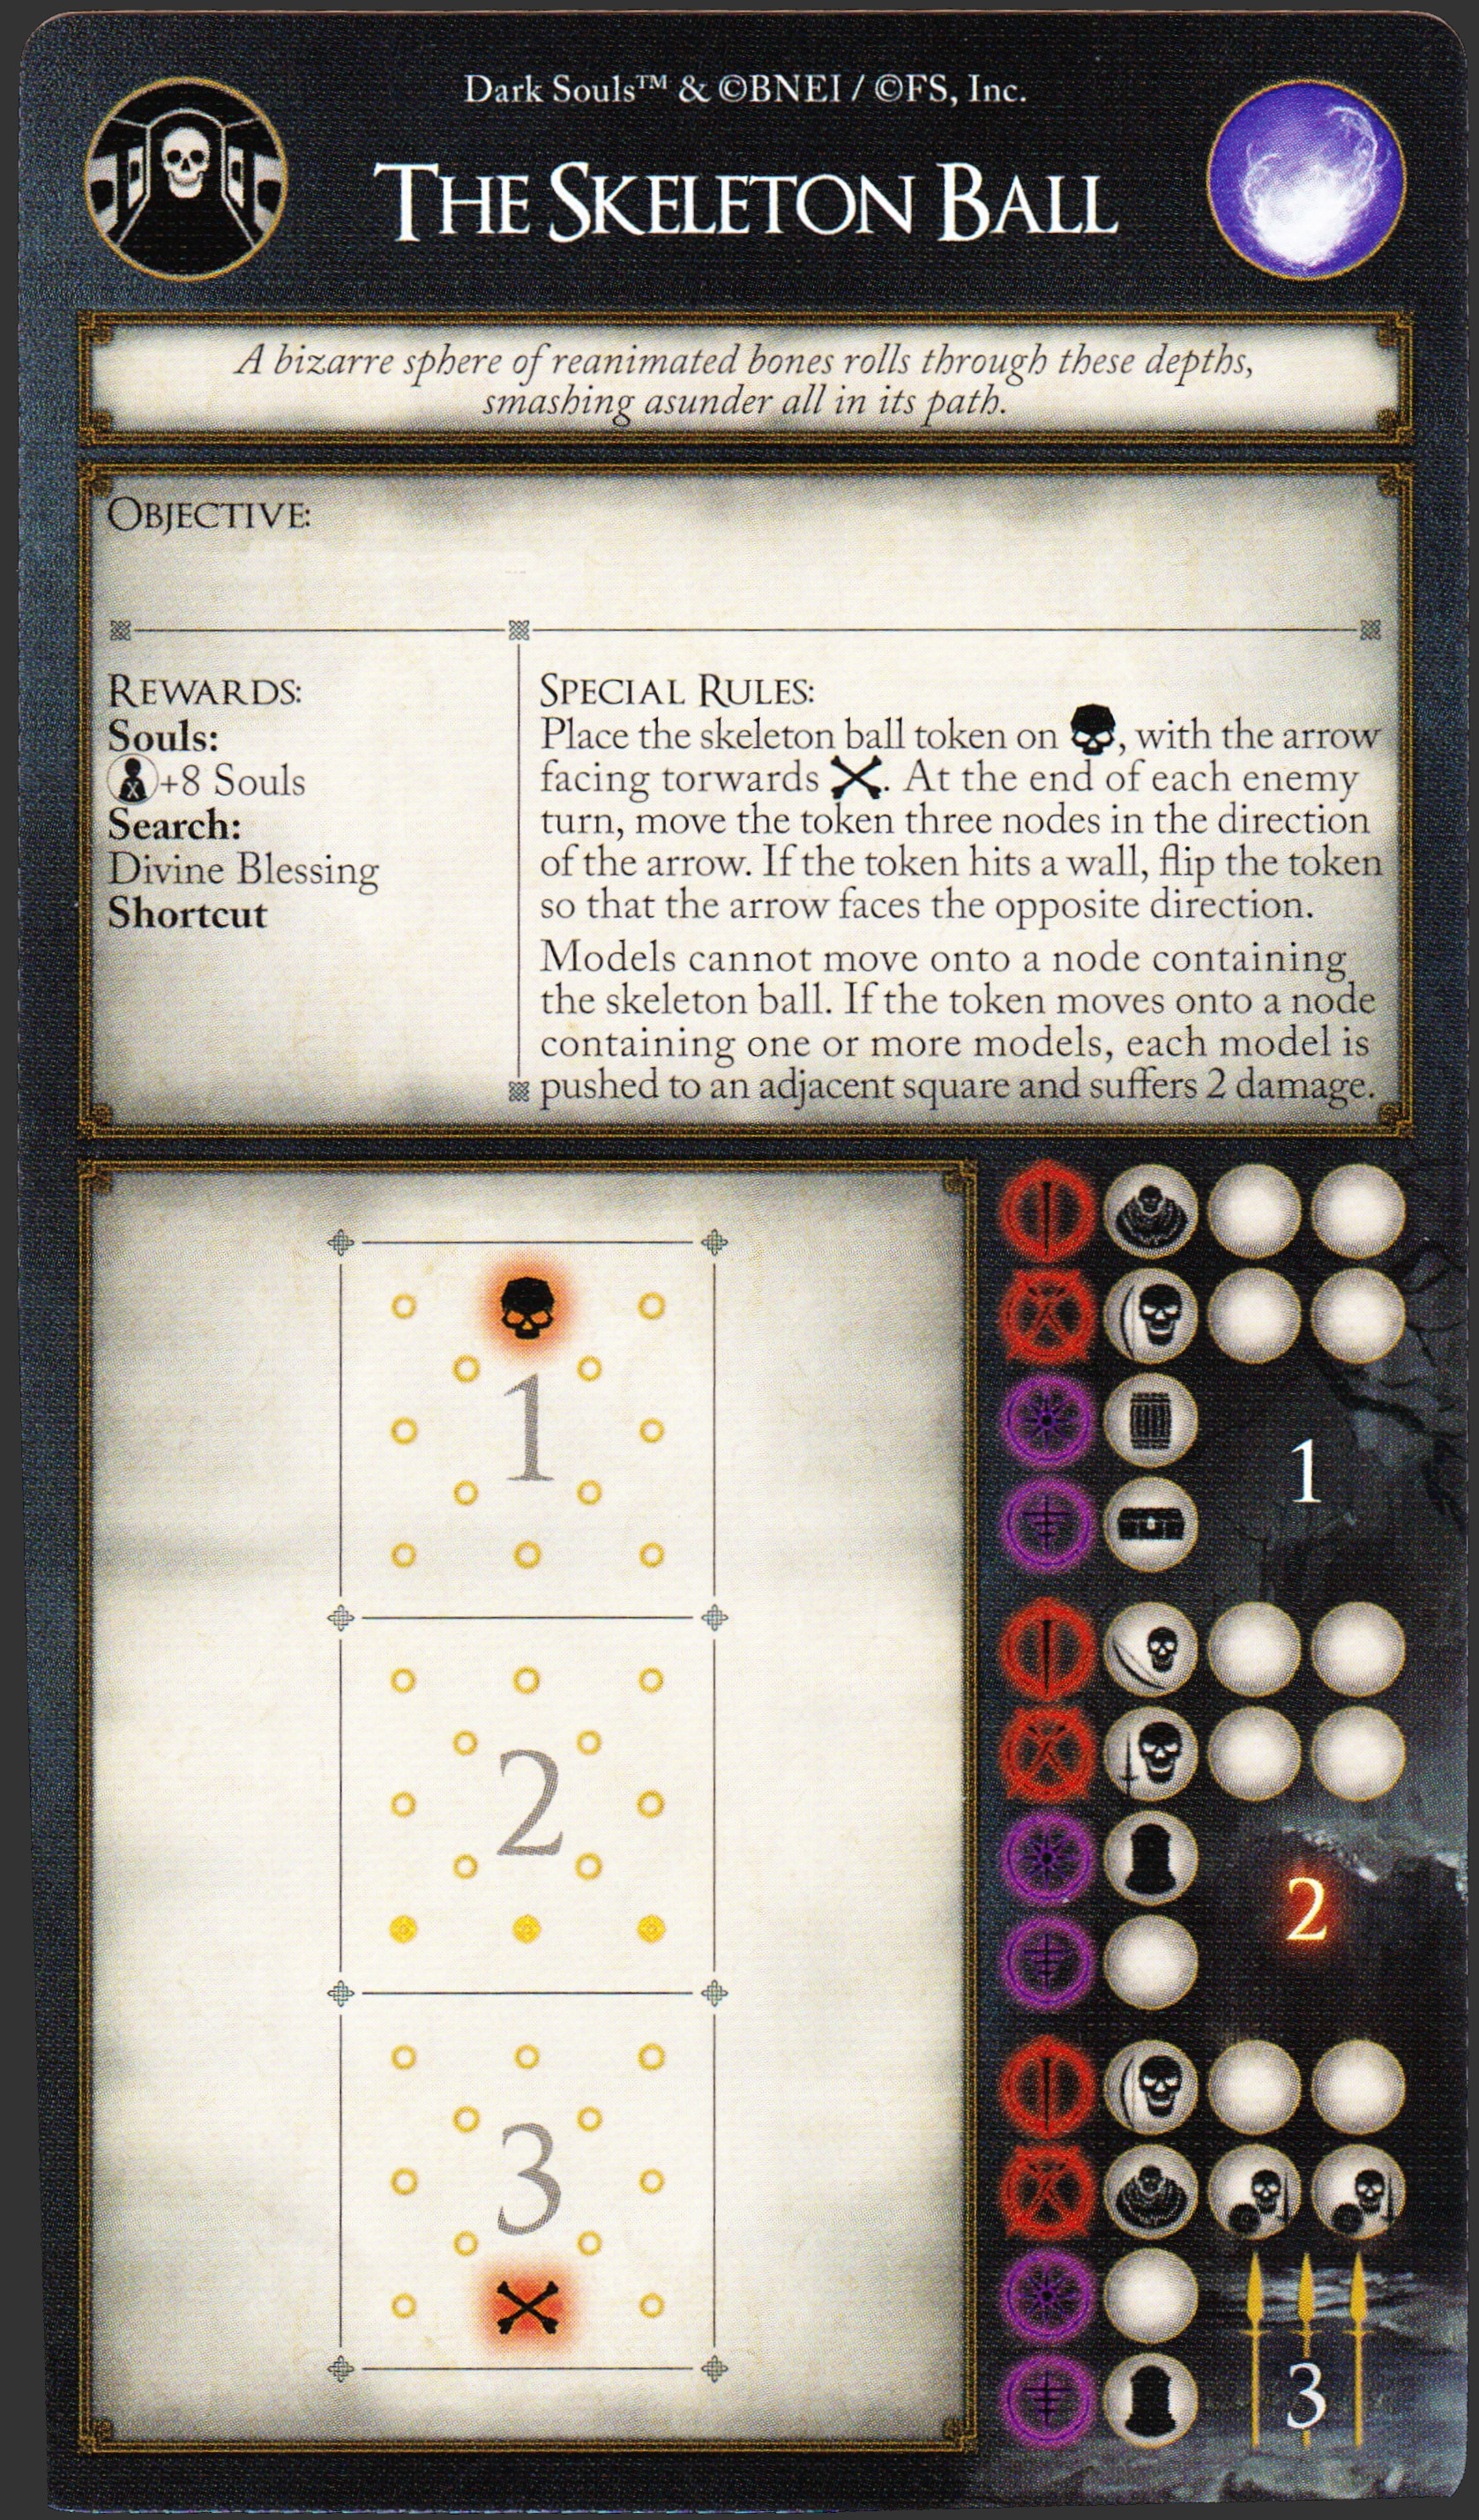 Dark Souls™ & ©BNEI / ©FS, Inc.
THE SKELETON BALL
A bizarre sphere of reanimated bones rolls through these depths,
smashing asunder all in its path.
OBJECTIVE:
REWARDS:
Souls:
+8 Souls
Search:
Divine Blessing
Shortcut
SPECIAL RULES:
Place the skeleton ball token on , with the arrow
facing torwards . At the end of each enemy
turn, move the token three nodes in the direction
of the arrow. If the token hits a wall, flip the token
so that the arrow faces the opposite direction.
Models cannot move onto a node containing
the skeleton ball. If the token moves onto a node
containing one or more models, each model is
pushed to an adjacent square and suffers 2 damage.
1
2
3
1
2
3